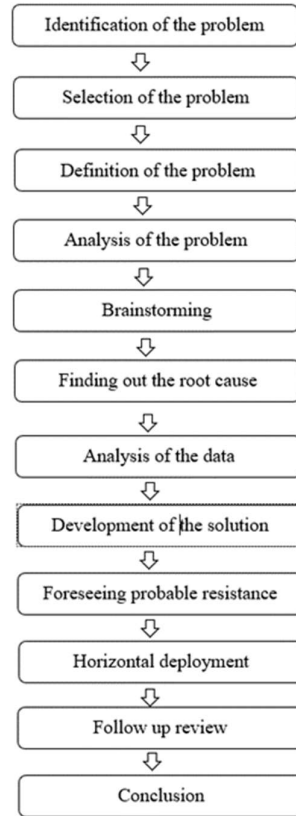 Identification of the problem
Selection of the problem
Definition of the problem
Analysis of the problem
Brainstorming
Finding out the root cause
Analysis of the data
Development of the solution
Foreseeing probable resistance
Horizontal deployment
Follow up review
Conclusion